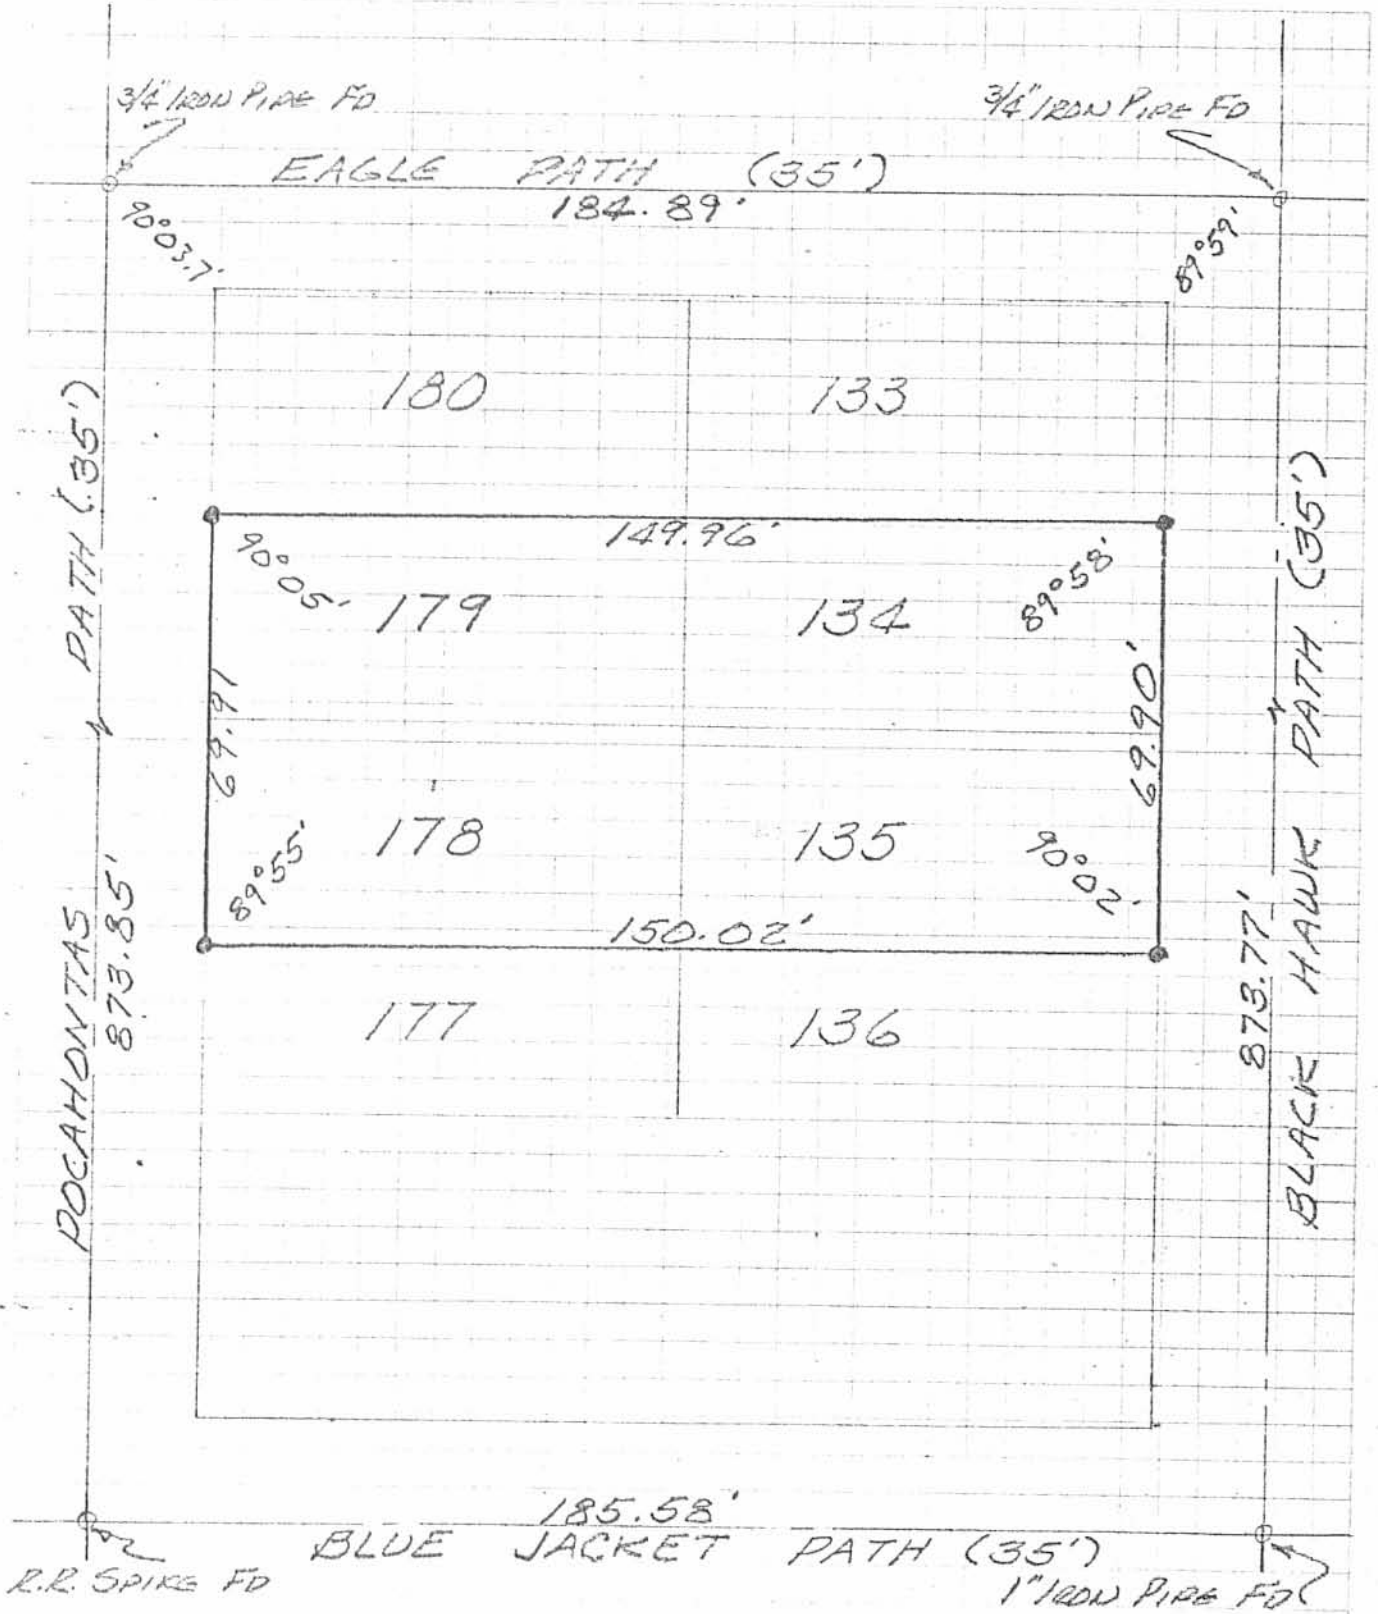 3/4" IRON PIPE FD
3/4" IRON PIPE FD
EAGLE PATH (35')
184.89'
90°03.7'
89°59'
180
133
POCAHONTAS PATH (35')
873.85'
149.96'
90°05'
89°58'
179
134
69.91
69.90'
178
135
89°55'
90°02'
150.02'
177
136
873.77'
BLACK HAWK PATH (35')
185.58'
BLUE JACKET PATH (35')
R.R. SPIKE FD
1" IRON PIPE FD